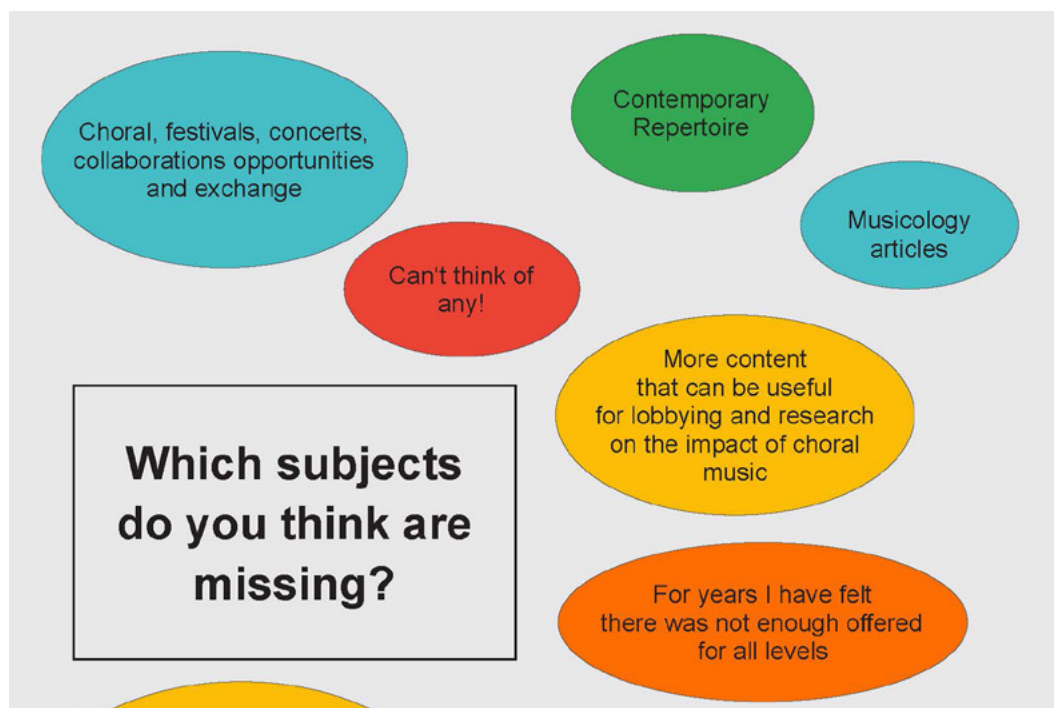 Choral, festivals, concerts,
collaborations opportunities
and exchange
Contemporary
Repertoire
Musicology
articles
Can't think of
any!
More content
that can be useful
for lobbying and research
on the impact of choral
music
Which subjects
do you think are
missing?
For years I have felt
there was not enough offered
for all levels